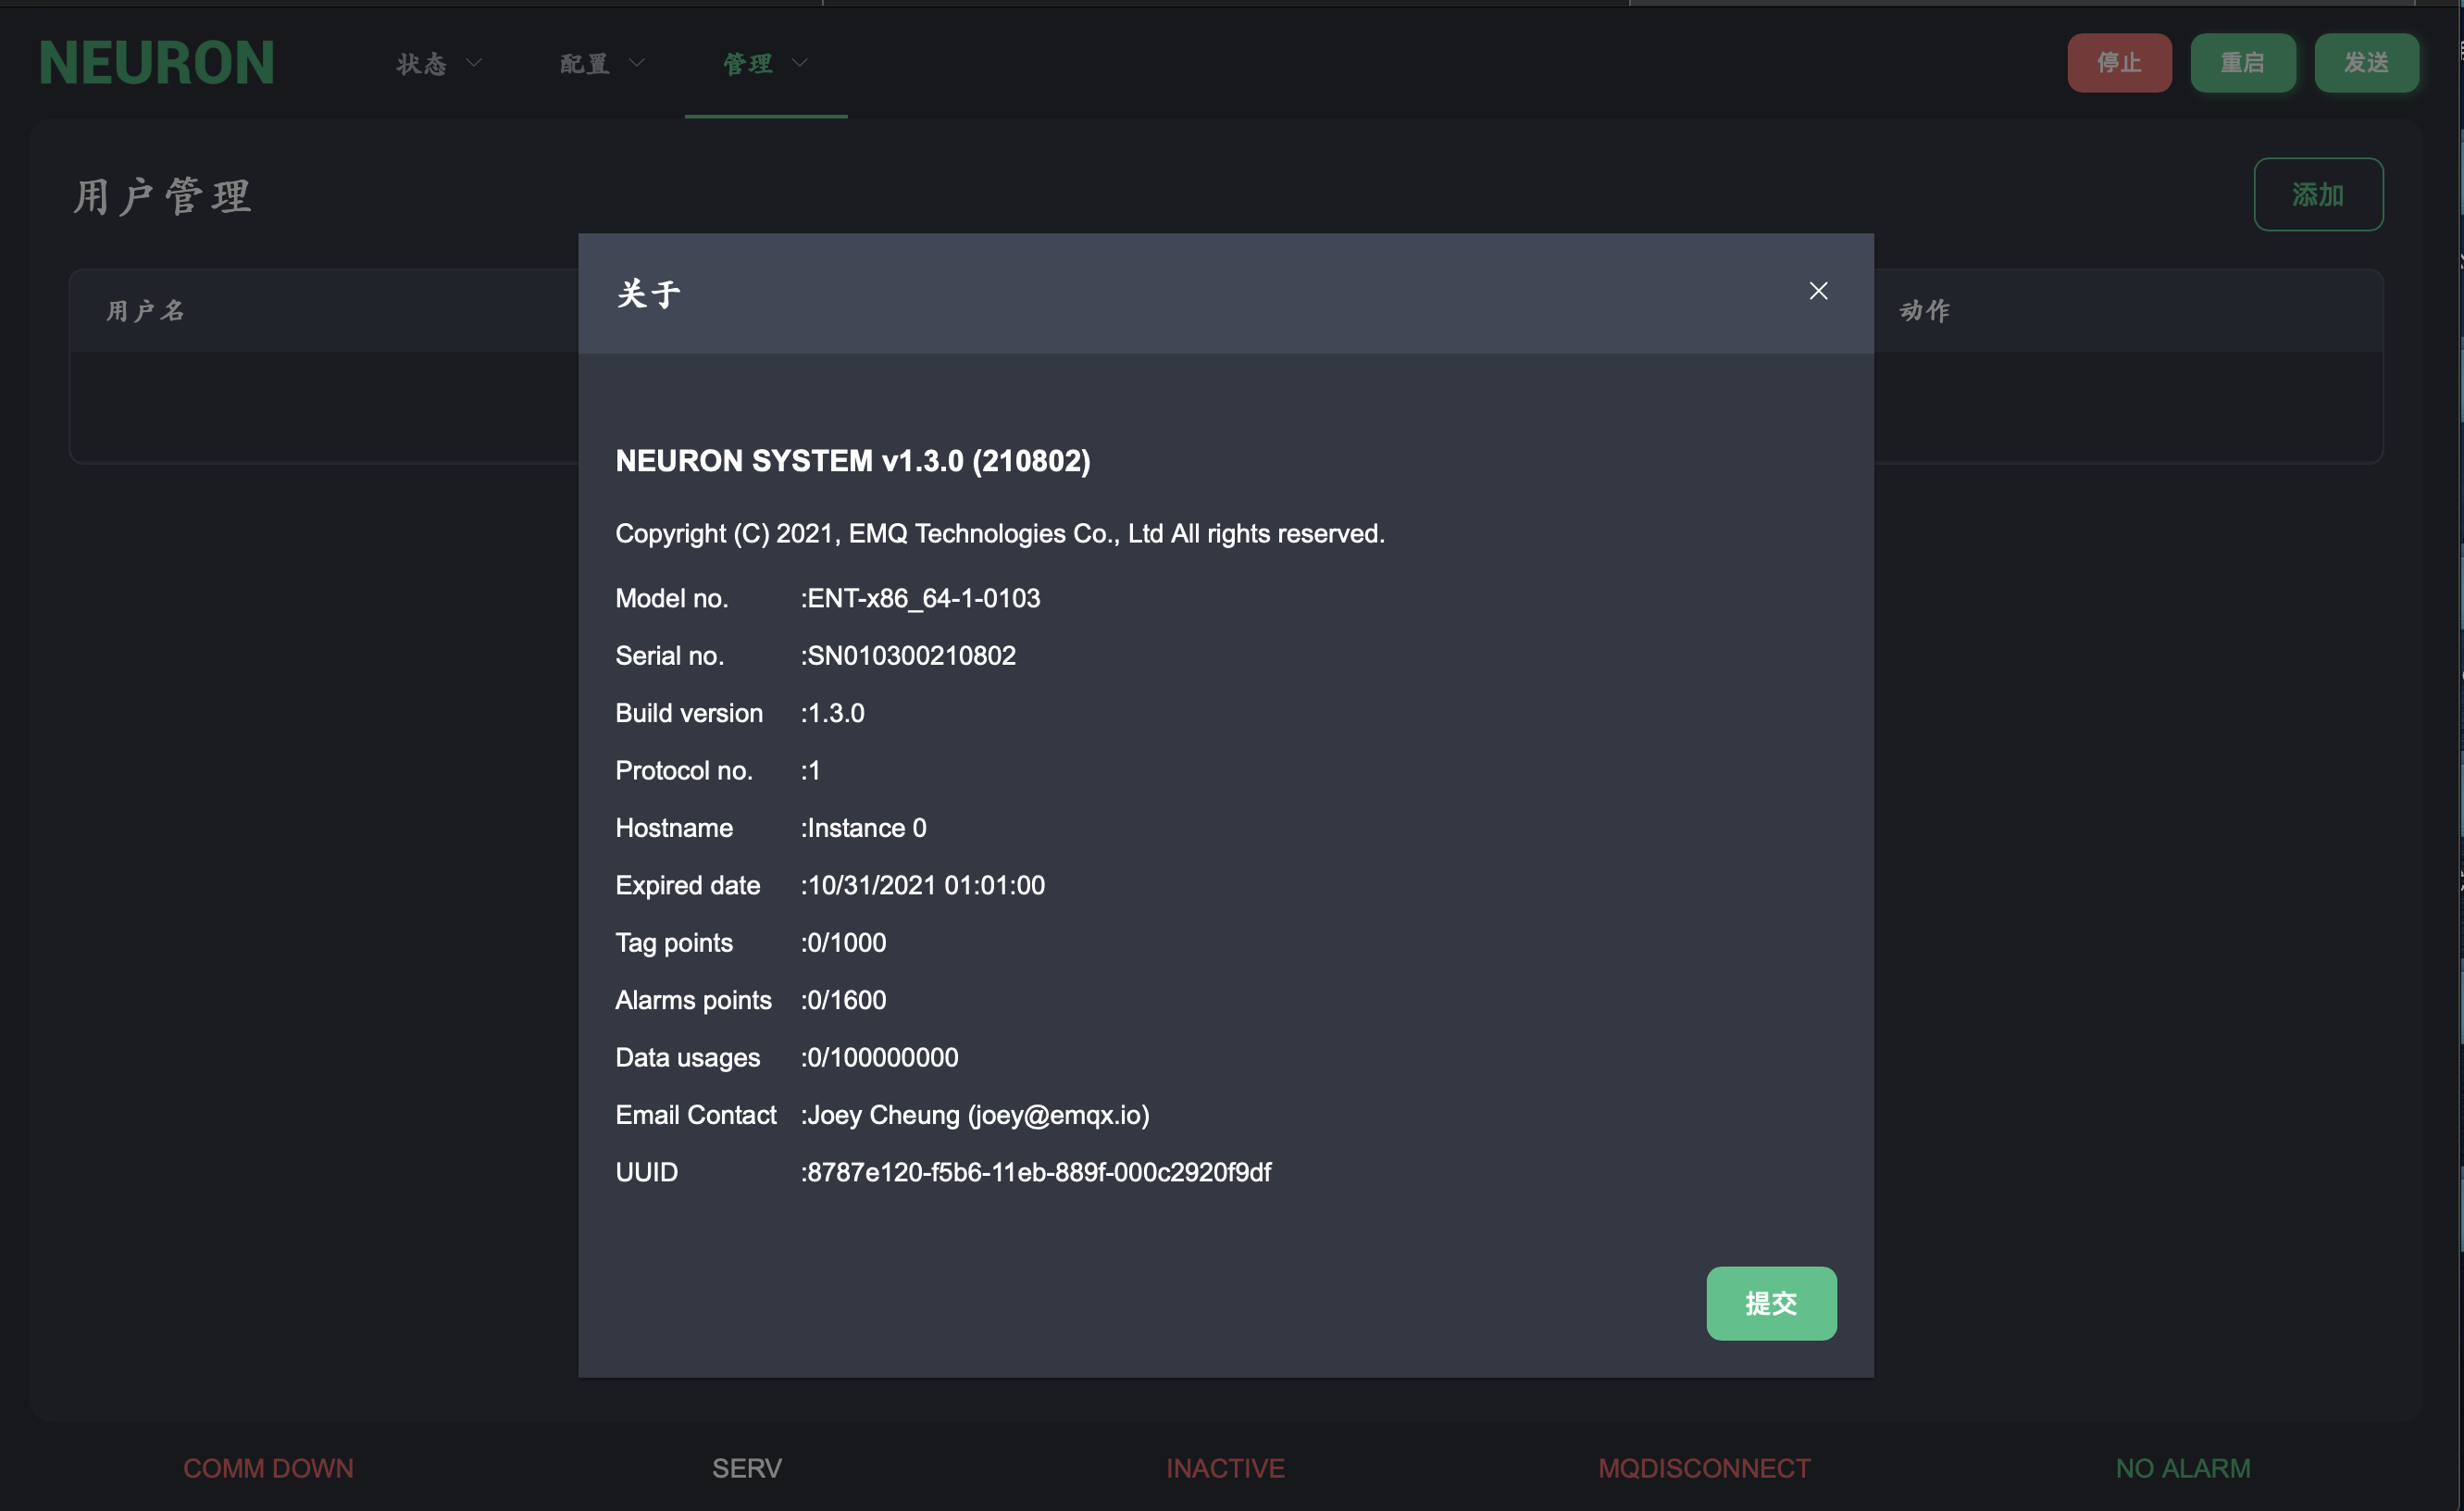 NEURON 状态 配置 管理 停止 重启 发送
用户管理 添加
用户名 动作
关于
NEURON SYSTEM v1.3.0 (210802)
Copyright (C) 2021, EMQ Technologies Co., Ltd All rights reserved.
Model no. :ENT-x86_64-1-0103
Serial no. :SN010300210802
Build version :1.3.0
Protocol no. :1
Hostname :Instance 0
Expired date :10/31/2021 01:01:00
Tag points :0/1000
Alarms points :0/1600
Data usages :0/100000000
Email Contact :Joey Cheung (joey@emqx.io)
UUID :8787e120-f5b6-11eb-889f-000c2920f9df
提交
COMM DOWN SERV INACTIVE MQDISCONNECT NO ALARM